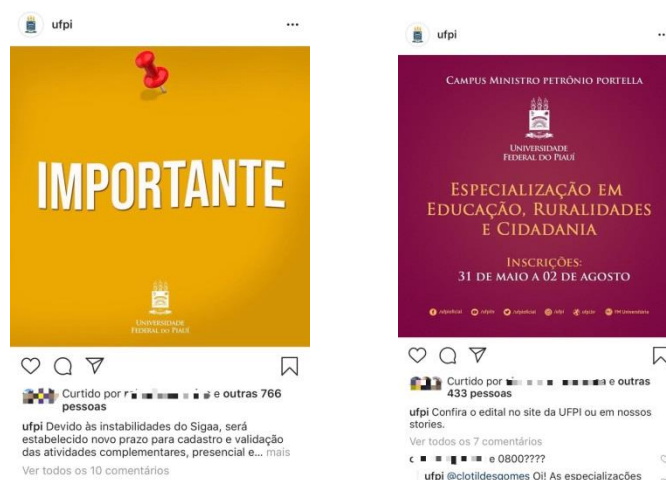 ufpi
IMPORTANTE
UNIVERSIDADE
FEDERAL DO PIAUÍ
Curtido por e outras 766
pessoas
ufpi Devido às instabilidades do Sigaa, será
estabelecido novo prazo para cadastro e validação
das atividades complementares, presencial e... mais
Ver todos os 10 comentários
ufpi
CAMPUS MINISTRO PETRÔNIO PORTELLA
UNIVERSIDADE
FEDERAL DO PIAUÍ
ESPECIALIZAÇÃO EM
EDUCAÇÃO, RURALIDADES
E CIDADANIA
INSCRIÇÕES:
31 DE MAIO A 02 DE AGOSTO
Curtido por e outras
433 pessoas
ufpi Confira o edital no site da UFPI ou em nossos
stories.
Ver todos os 7 comentários
e 0800????
ufpi @clotildesgomes Oi! As especializações